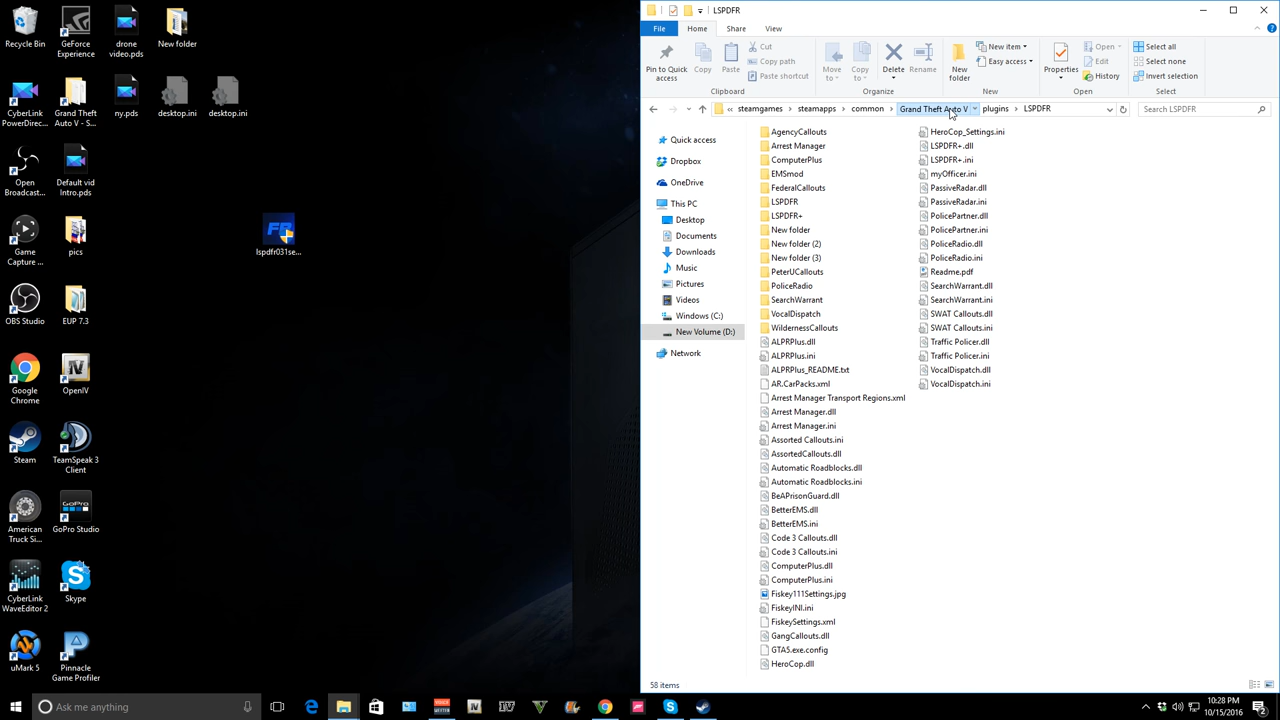 Recycle Bin
GeForce Experience
drone video.pds
New folder
CyberLink PowerDirec...
Grand Theft Auto V - S...
ny.pds
desktop.ini
desktop.ini
Open Broadcast...
Default vid Intro.pds
Game Capture ...
pics
FR
lspdfr031se...
OBS Studio
EUP 7.3
Google Chrome
OpenIV
Steam
TeamSpeak 3 Client
American Truck Si...
GoPro
GoPro Studio
CyberLink WaveEditor 2
Skype
uMark 5
Pinnacle Game Profiler
LSPDFR
File
Home
Share
View
Pin to Quick access
Copy
Paste
Cut
Copy path
Paste shortcut
Clipboard
Move to
Copy to
Delete
Rename
Organize
New folder
New item
Easy access
New
Properties
Open
Edit
History
Open
Select all
Select none
Invert selection
Select
« steamgames > steamapps > common > Grand Theft Auto V > plugins > LSPDFR
Search LSPDFR
Quick access
Dropbox
OneDrive
This PC
Desktop
Documents
Downloads
Music
Pictures
Videos
Windows (C:)
New Volume (D:)
Network
AgencyCallouts
Arrest Manager
ComputerPlus
EMSmod
FederalCallouts
LSPDFR
LSPDFR+
New folder
New folder (2)
New folder (3)
PeterUCallouts
PoliceRadio
SearchWarrant
VocalDispatch
WildernessCallouts
ALPRPlus.dll
ALPRPlus.ini
ALPRPlus_README.txt
AR.CarPacks.xml
Arrest Manager Transport Regions.xml
Arrest Manager.dll
Arrest Manager.ini
Assorted Callouts.ini
AssortedCallouts.dll
Automatic Roadblocks.dll
Automatic Roadblocks.ini
BeAPrisonGuard.dll
BetterEMS.dll
BetterEMS.ini
Code 3 Callouts.dll
Code 3 Callouts.ini
ComputerPlus.dll
ComputerPlus.ini
Fiskey111Settings.jpg
FiskeyINI.ini
FiskeySettings.xml
GangCallouts.dll
GTA5.exe.config
HeroCop.dll
HeroCop_Settings.ini
LSPDFR+.dll
LSPDFR+.ini
myOfficer.ini
PassiveRadar.dll
PassiveRadar.ini
PolicePartner.dll
PolicePartner.ini
PoliceRadio.dll
PoliceRadio.ini
Readme.pdf
SearchWarrant.dll
SearchWarrant.ini
SWAT Callouts.dll
SWAT Callouts.ini
Traffic Policer.dll
Traffic Policer.ini
VocalDispatch.dll
VocalDispatch.ini
58 items
Ask me anything
10:28 PM
10/15/2016